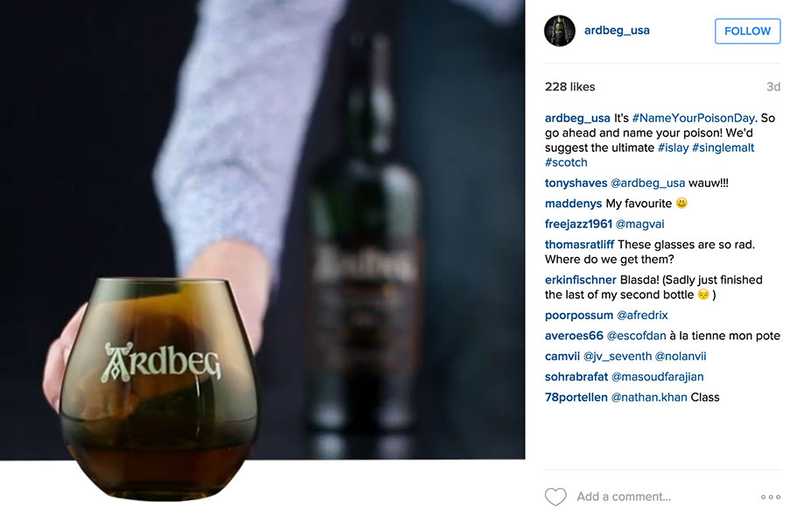 ardbeg_usa
FOLLOW
228 likes
3d
ardbeg_usa It's #NameYourPoisonDay. So
go ahead and name your poison! We'd
suggest the ultimate #islay #singlemalt
#scotch
tonyshaves @ardbeg_usa wauw!!!
maddenys My favourite 😀
freejazz1961 @magvai
thomasratliff These glasses are so rad.
Where do we get them?
erkinfischner Blasda! (Sadly just finished
the last of my second bottle 😔 )
poorpossum @afredrix
averoes66 @escofdan à la tienne mon pote
camvii @jv_seventh @nolanvii
sohrabrafat @masoudfarajian
78portellen @nathan.khan Class
Add a comment...
Ardbeg
Ardbeg